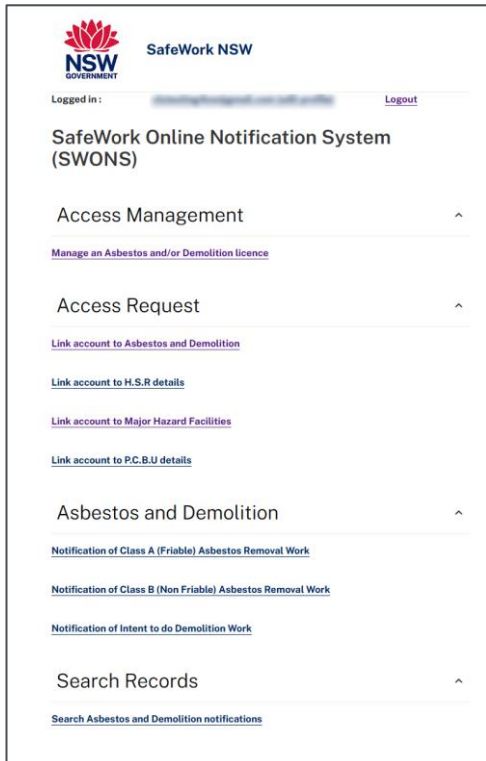 NSW
GOVERNMENT
SafeWork NSW
Logged in :
Logout
SafeWork Online Notification System
(SWONS)
Access Management
Manage an Asbestos and/or Demolition licence
Access Request
Link account to Asbestos and Demolition
Link account to H.S.R details
Link account to Major Hazard Facilities
Link account to P.C.B.U details
Asbestos and Demolition
Notification of Class A (Friable) Asbestos Removal Work
Notification of Class B (Non Friable) Asbestos Removal Work
Notification of Intent to do Demolition Work
Search Records
Search Asbestos and Demolition notifications